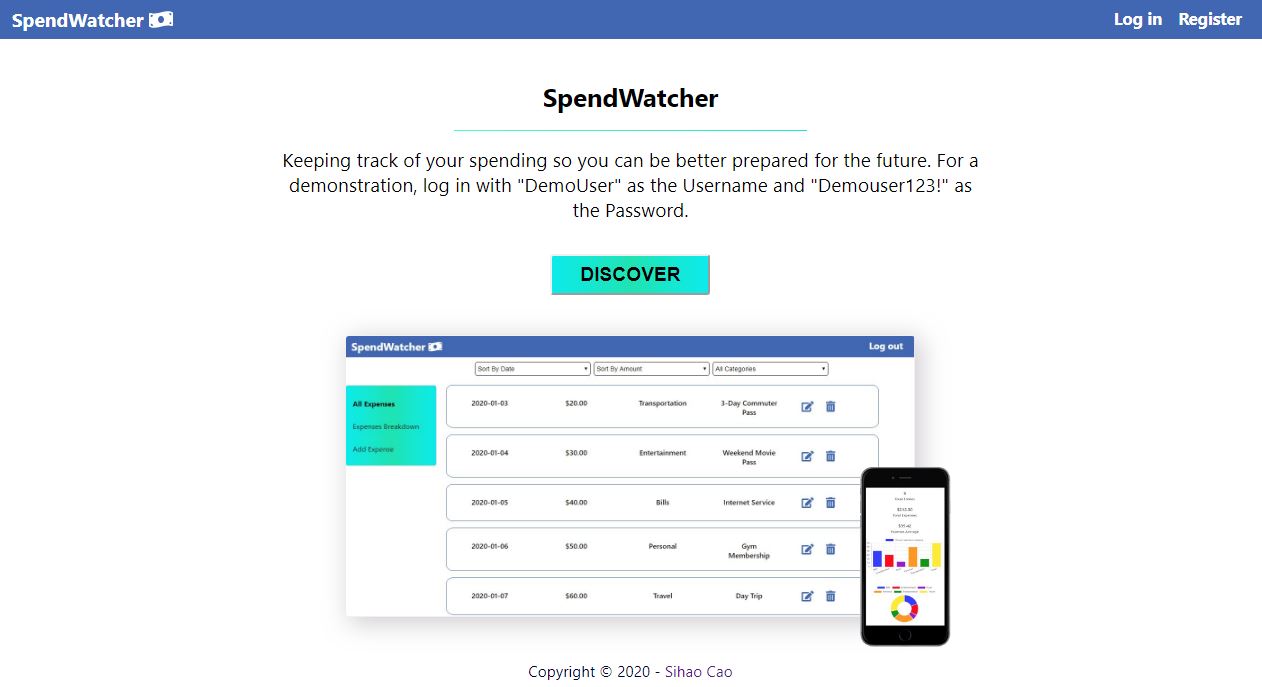 SpendWatcher
Log in Register
SpendWatcher
Keeping track of your spending so you can be better prepared for the future. For a
demonstration, log in with "DemoUser" as the Username and "Demouser123!" as
the Password.
DISCOVER
SpendWatcher
Log out
Sort By Date Sort By Amount All Categories
All Expenses
Expenses Breakdown
Add Expense
2020-01-03 $20.00 Transportation 3-Day Commuter
Pass
2020-01-04 $30.00 Entertainment Weekend Movie
Pass
2020-01-05 $40.00 Bills Internet Service
2020-01-06 $50.00 Personal Gym
Membership
2020-01-07 $60.00 Travel Day Trip
Copyright © 2020 - Sihao Cao